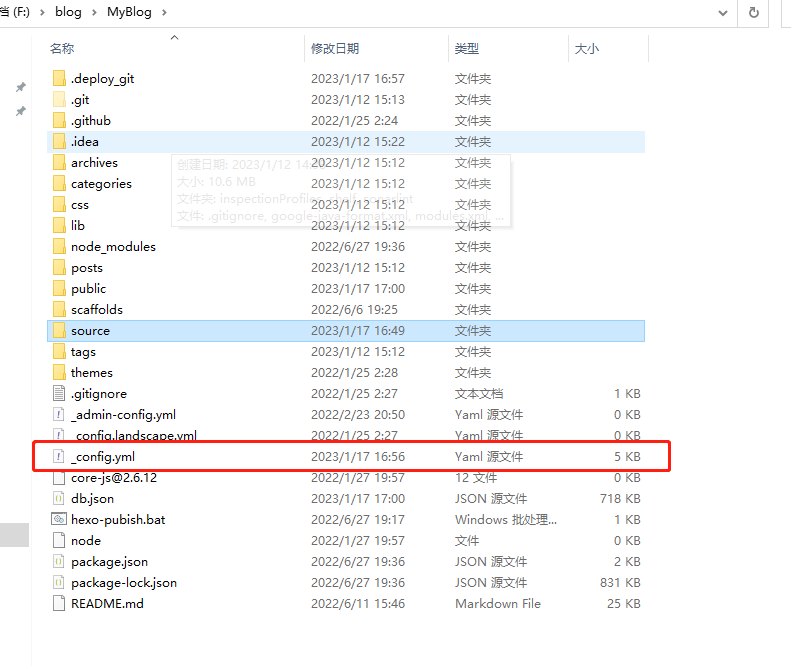 档 (F:) › blog › MyBlog ›
名称 修改日期 类型 大小
.deploy_git 2023/1/17 16:57 文件夹
.git 2023/1/12 15:13 文件夹
.github 2022/1/25 2:24 文件夹
.idea 2023/1/12 15:22 文件夹
archives 2023/1/12 15:12 文件夹
创建日期: 2023/1/12 14:
categories 2023/1/12 15:12 文件夹
大小: 10.6 MB
css 2023/1/12 15:12 文件夹
文件夹: inspectionProfiles, shelf, sonarlint
lib 2023/1/12 15:12 文件夹
文件: .gitignore, google-java-format.xml, modules.xml, ...
node_modules 2022/6/27 19:36 文件夹
posts 2023/1/12 15:12 文件夹
public 2023/1/17 17:00 文件夹
scaffolds 2022/6/6 19:25 文件夹
source 2023/1/17 16:49 文件夹
tags 2023/1/12 15:12 文件夹
themes 2022/1/25 2:28 文件夹
.gitignore 2022/1/25 2:27 文本文档 1 KB
_admin-config.yml 2022/2/23 20:50 Yaml 源文件 0 KB
_config.landscape.yml 2022/1/25 2:27 Yaml 源文件 0 KB
_config.yml 2023/1/17 16:56 Yaml 源文件 5 KB
core-js@2.6.12 2022/1/27 19:57 12 文件 0 KB
db.json 2023/1/17 17:00 JSON 源文件 718 KB
hexo-pubish.bat 2022/6/27 19:17 Windows 批处理... 1 KB
node 2022/1/27 19:57 文件 0 KB
package.json 2022/6/27 19:36 JSON 源文件 2 KB
package-lock.json 2022/6/27 19:36 JSON 源文件 831 KB
README.md 2022/6/11 15:46 Markdown File 25 KB